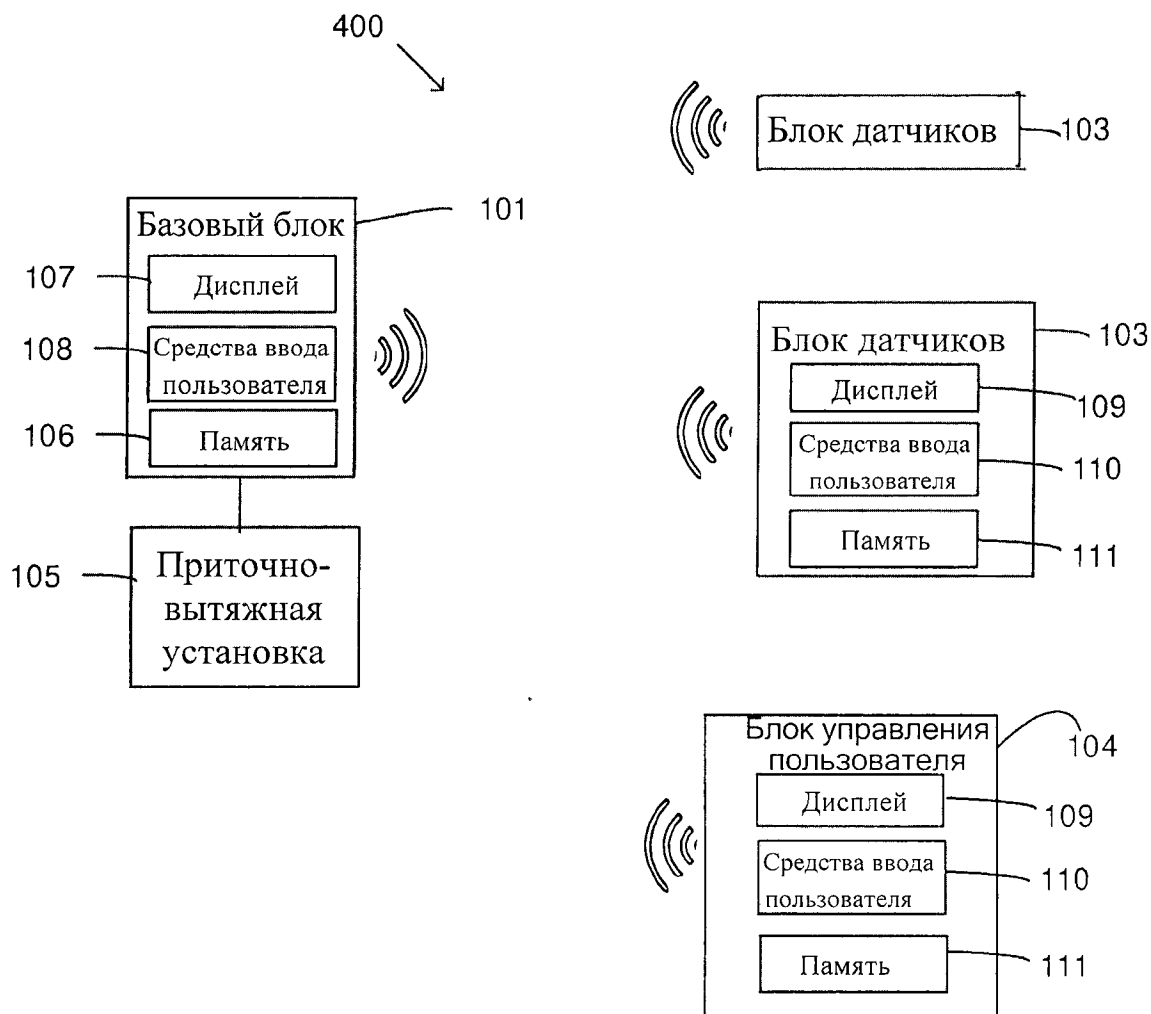 400
Блок датчиков
103
Базовый блок
101
107
Дисплей
108
Средства ввода
пользователя
106
Память
105
Приточно-
вытяжная
установка
Блок датчиков
103
Дисплей
109
Средства ввода
пользователя
110
Память
111
Блок управления
пользователя
104
Дисплей
109
Средства ввода
пользователя
110
Память
111